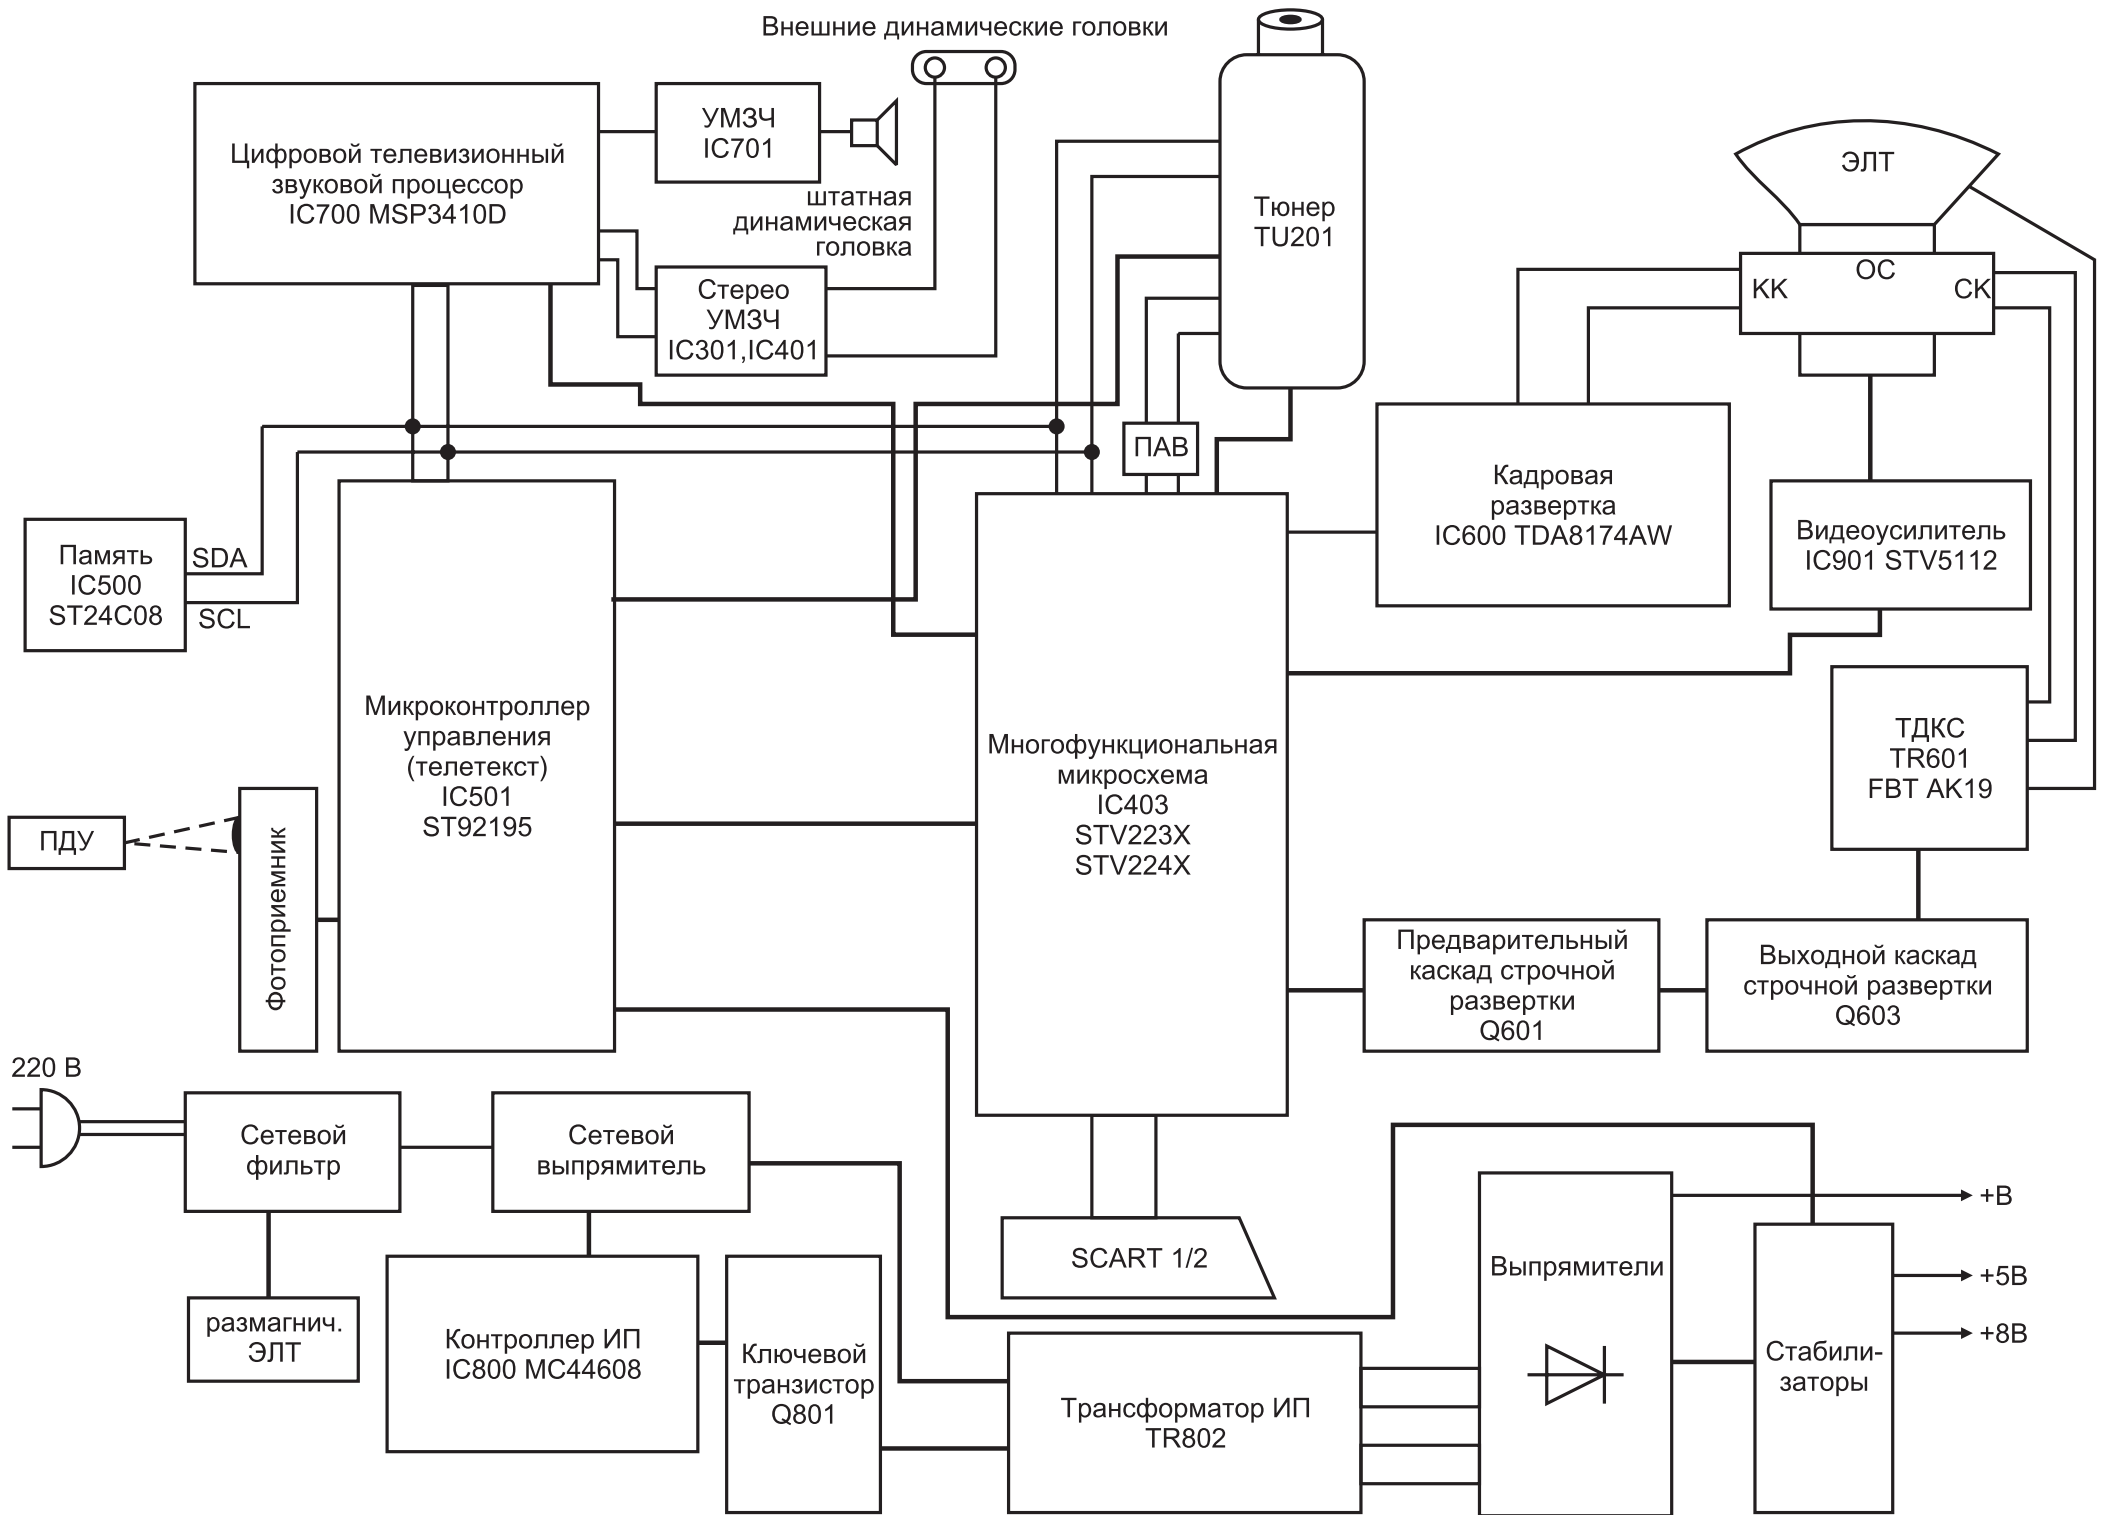 Внешние динамические головки
Цифровой телевизионный
звуковой процессор
IC700 MSP3410D
УМЗЧ
IC701
штатная
динамическая
головка
Стерео
УМЗЧ
IC301,IC401
Тюнер
TU201
ПАВ
ЭЛТ
ОС
КК
СК
Кадровая
развертка
IC600 TDA8174AW
Видеоусилитель
IC901 STV5112
Память
IC500
ST24C08
SDA
SCL
Микроконтроллер
управления
(телетекст)
IC501
ST92195
Многофункциональная
микросхема
IC403
STV223X
STV224X
ТДКС
TR601
FBT AK19
ПДУ
Фотоприемник
Предварительный
каскад строчной
развертки
Q601
Выходной каскад
строчной развертки
Q603
220 В
Сетевой
фильтр
Сетевой
выпрямитель
размагнич.
ЭЛТ
Контроллер ИП
IC800 MC44608
Ключевой
транзистор
Q801
SCART 1/2
Трансформатор ИП
TR802
Выпрямители
Стабили-
заторы
+В
+5В
+8В